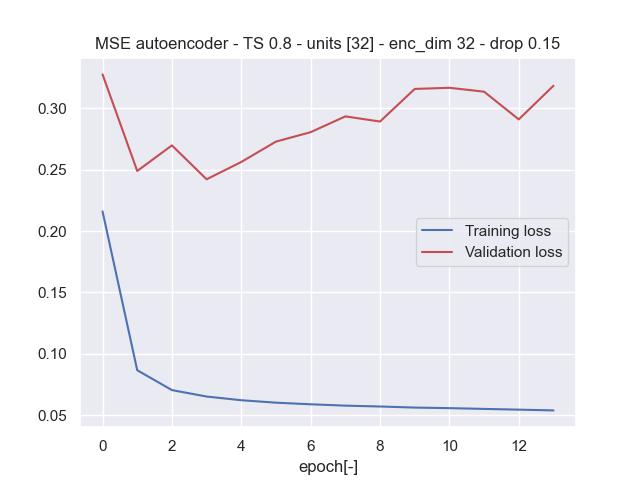 MSE autoencoder - TS 0.8 - units [32] - enc_dim 32 - drop 0.15
0.30
0.25
0.20
0.15
0.10
0.05
Training loss
Validation loss
0 2 4 6 8 10 12
epoch[-]